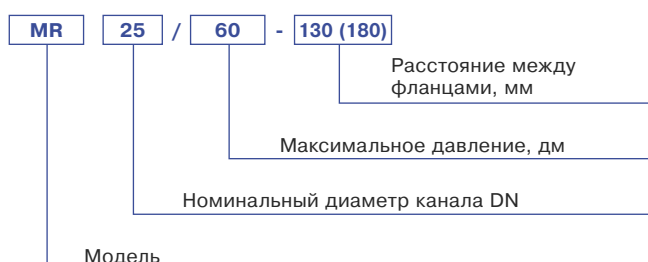 MR 25 / 60 - 130 (180)
Расстояние между
фланцами, мм
Максимальное давление, дм
Номинальный диаметр канала DN
Модель